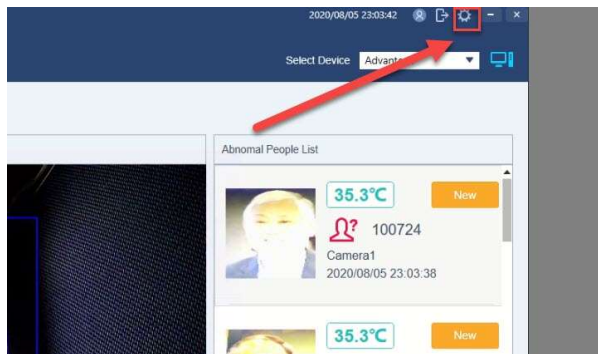 2020/08/05 23:03:42
Select Device
Abnomal People List
35.3°C New
? 100724
Camera1
2020/08/05 23:03:38
35.3°C New